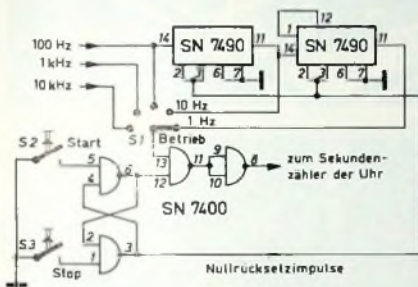 12
14 SN 7490 11
1
14 SN 7490 11
2 3 6 7
2 3 6 7
100 Hz
1 kHz
10 kHz
10 Hz
1 Hz
S1
Betrieb
S2
Start
5
4
6
13
12
11
9
10
8
zum Sekunden-
zähler der Uhr
SN 7400
2
1
3
S3
Stop
Nullrücksetzimpulse